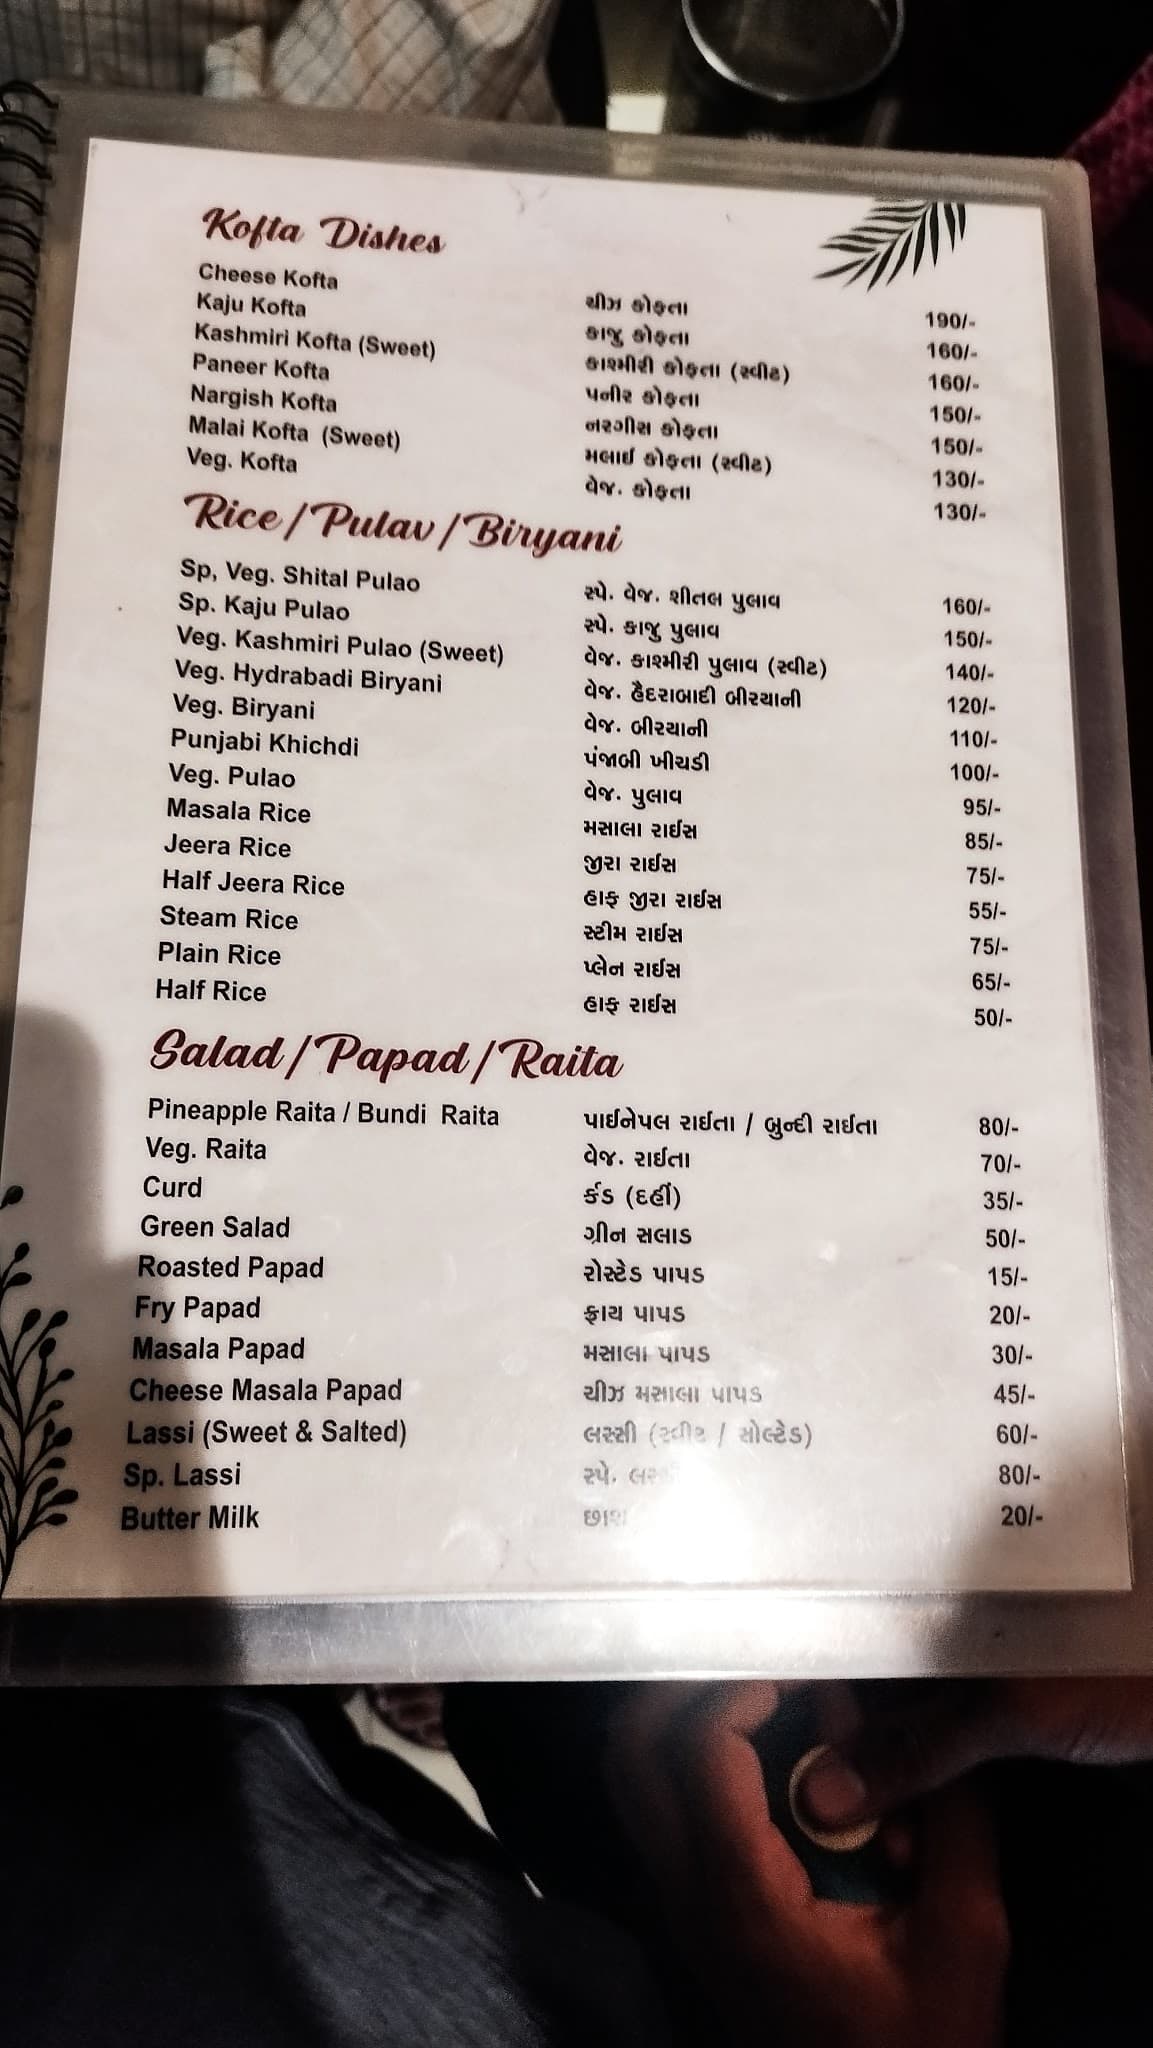 Kofta Dishes
Cheese Kofta ચીઝ કોફતા 190/-
Kaju Kofta કાજુ કોફતા 160/-
Kashmiri Kofta (Sweet) કાશ્મીરી કોફતા (સ્વીટ) 160/-
Paneer Kofta પનીર કોફતા 150/-
Nargish Kofta નરગીસ કોફતા 150/-
Malai Kofta (Sweet) મલાઈ કોફતા (સ્વીટ) 130/-
Veg. Kofta વેજ. કોફતા 130/-
Rice/Pulav/Biryani
Sp, Veg. Shital Pulao સ્પે. વેજ. શીતલ પુલાવ 160/-
Sp. Kaju Pulao સ્પે. કાજુ પુલાવ 150/-
Veg. Kashmiri Pulao (Sweet) વેજ. કાશ્મીરી પુલાવ (સ્વીટ) 140/-
Veg. Hydrabadi Biryani વેજ. હૈદરાબાદી બીરયાની 120/-
Veg. Biryani વેજ. બીરયાની 110/-
Punjabi Khichdi પંજાબી ખીચડી 100/-
Veg. Pulao વેજ. પુલાવ 95/-
Masala Rice મસાલા રાઈસ 85/-
Jeera Rice જીરા રાઈસ 75/-
Half Jeera Rice હાફ જીરા રાઈસ 55/-
Steam Rice સ્ટીમ રાઈસ 75/-
Plain Rice પ્લેન રાઈસ 65/-
Half Rice હાફ રાઈસ 50/-
Salad/Papad/Raita
Pineapple Raita / Bundi Raita પાઈનેપલ રાઈતા / બુન્દી રાઈતા 80/-
Veg. Raita વેજ. રાઈતા 70/-
Curd ર્કડ (દહીં) 35/-
Green Salad ગ્રીન સલાડ 50/-
Roasted Papad રોસ્ટેડ પાપડ 15/-
Fry Papad ફ્રાય પાપડ 20/-
Masala Papad મસાલા પાપડ 30/-
Cheese Masala Papad ચીઝ મસાલા પાપડ 45/-
Lassi (Sweet & Salted) લસ્સી (સ્વીટ / સોલ્ટેડ) 60/-
Sp. Lassi સ્પે. 80/-
Butter Milk છાશ 20/-